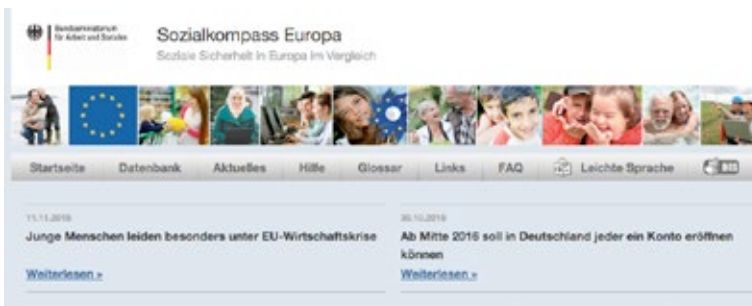 Bundesministerium
für Arbeit und Soziales
Sozialkompass Europa
Soziale Sicherheit in Europa im Vergleich
Startseite Datenbank Aktuelles Hilfe Glossar Links FAQ Leichte Sprache
11.11.2015
Junge Menschen leiden besonders unter EU-Wirtschaftskrise
Weiterlesen »
30.10.2015
Ab Mitte 2016 soll in Deutschland jeder ein Konto eröffnen
können
Weiterlesen »